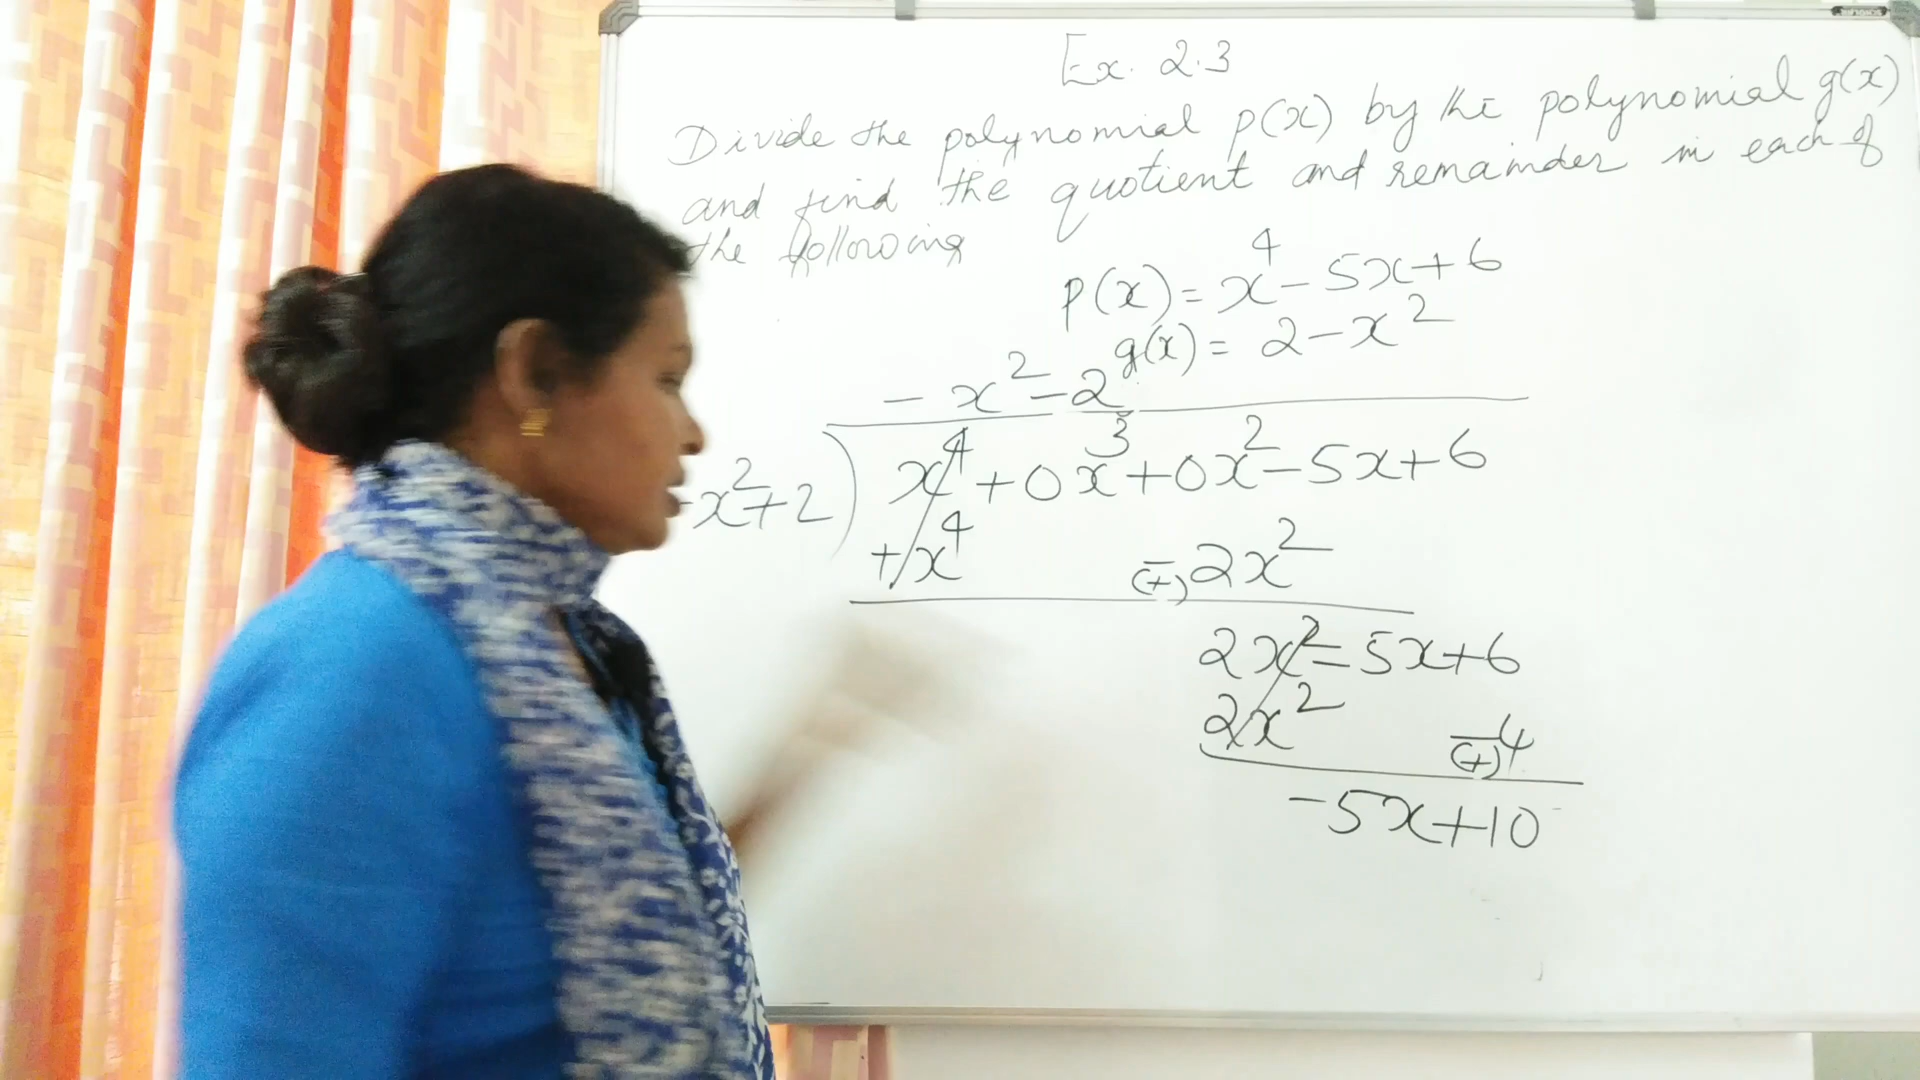 Ex. 2.3
Divide the polynomial p(x) by the polynomial g(x)
and find the quotient and remainder in each of
the following
p(x) = x⁴ - 5x + 6
g(x) = 2 - x²
- x² - 2
-x² + 2 ) x⁴ + 0x³ + 0x² - 5x + 6
+ x⁴ - (+) 2x²
2x² - 5x + 6
2x² - (+) 4
-5x + 10